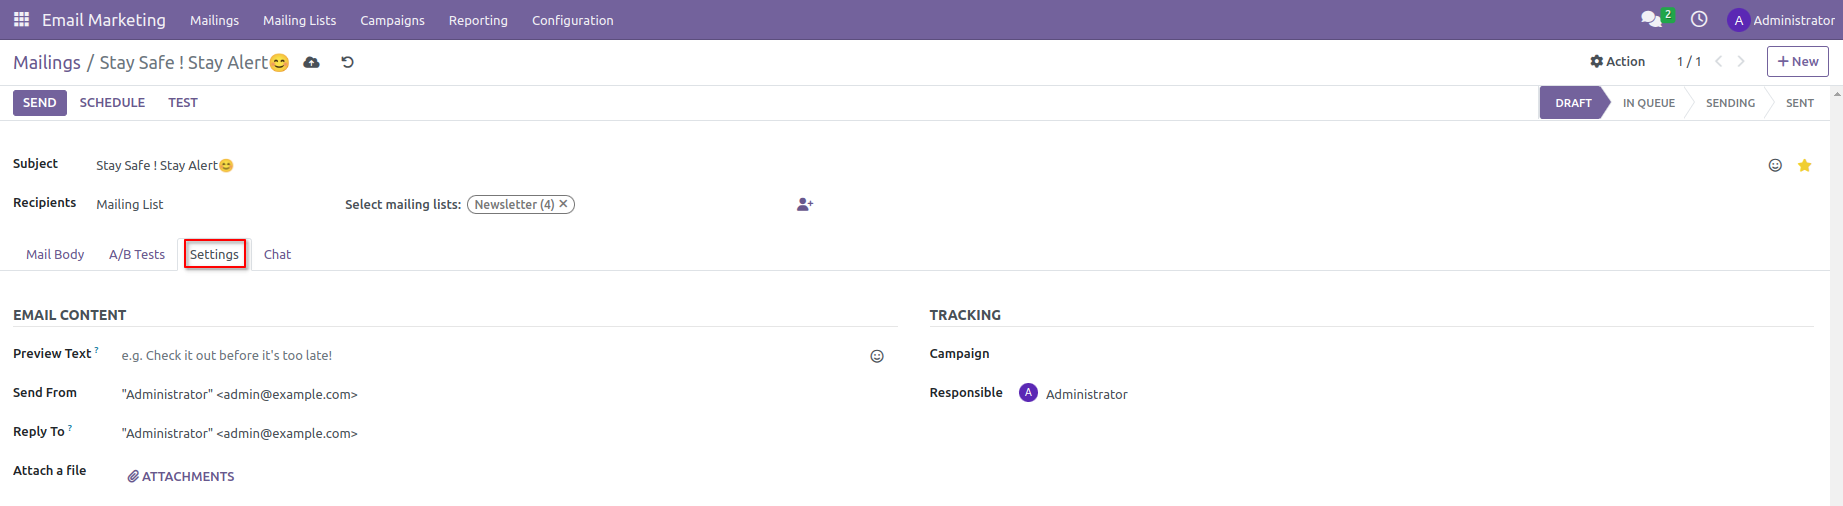 Email Marketing Mailings Mailing Lists Campaigns Reporting Configuration 2 A Administrator
Mailings / Stay Safe ! Stay Alert😊 Action 1 / 1 + New
SEND SCHEDULE TEST DRAFT IN QUEUE SENDING SENT
Subject Stay Safe ! Stay Alert😊
Recipients Mailing List Select mailing lists: Newsletter (4) ✕
Mail Body A/B Tests Settings Chat
EMAIL CONTENT TRACKING
Preview Text ? e.g. Check it out before it's too late! Campaign
Send From "Administrator" <admin@example.com> Responsible A Administrator
Reply To ? "Administrator" <admin@example.com>
Attach a file ATTACHMENTS